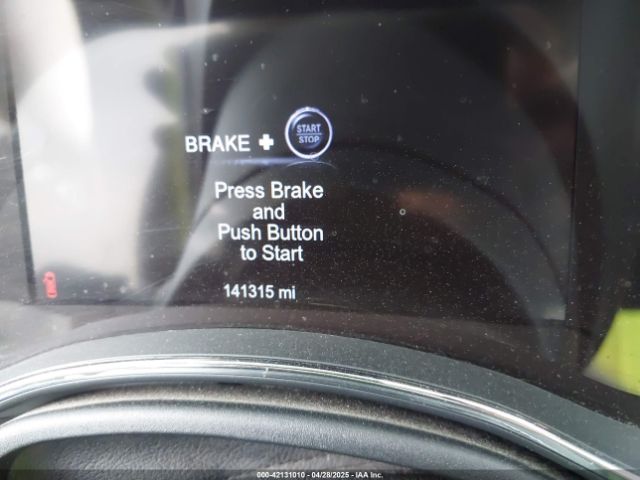 BRAKE + START STOP
Press Brake
and
Push Button
to Start
141315 mi
000-42131010 | 04/28/2025 - IAA Inc.